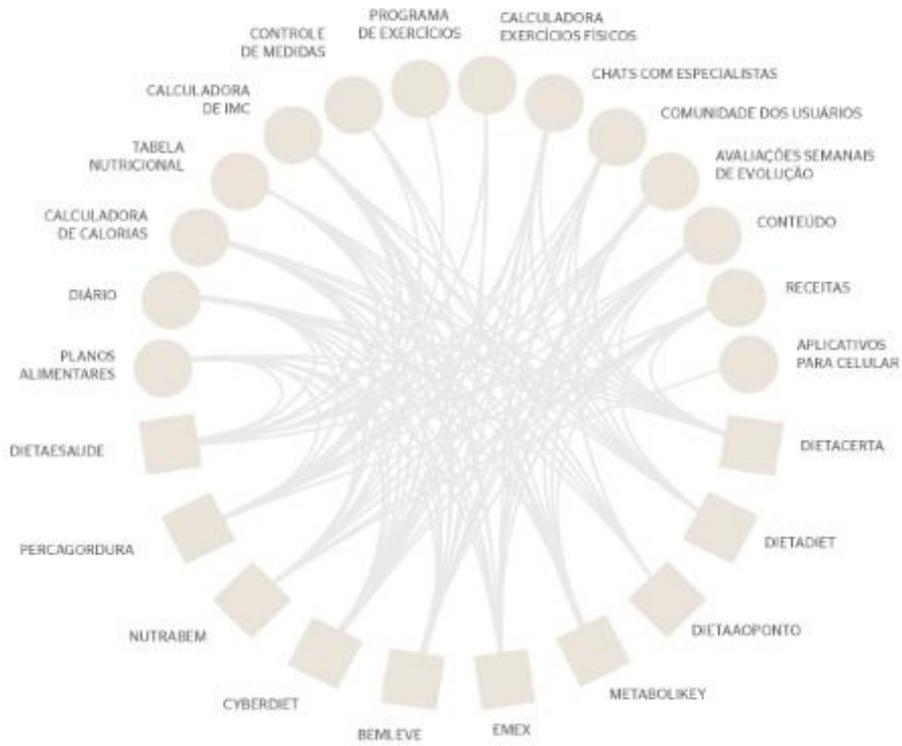 PROGRAMA
DE EXERCÍCIOS
CALCULADORA
EXERCÍCIOS FÍSICOS
CONTROLE
DE MEDIDAS
CHATS COM ESPECIALISTAS
CALCULADORA
DE IMC
COMUNIDADE DOS USUÁRIOS
TABELA
NUTRICIONAL
AVALIAÇÕES SEMANAIS
DE EVOLUÇÃO
CALCULADORA
DE CALORIAS
CONTEÚDO
DIÁRIO
RECEITAS
PLANOS
ALIMENTARES
APLICATIVOS
PARA CELULAR
DIETAESAUDE
DIETACERTA
PERCAGORDURA
DIETADIET
NUTRABEM
DIETAAOPONTO
CYBERDIET
METABOLIKEY
BEMLEVE
EMEX